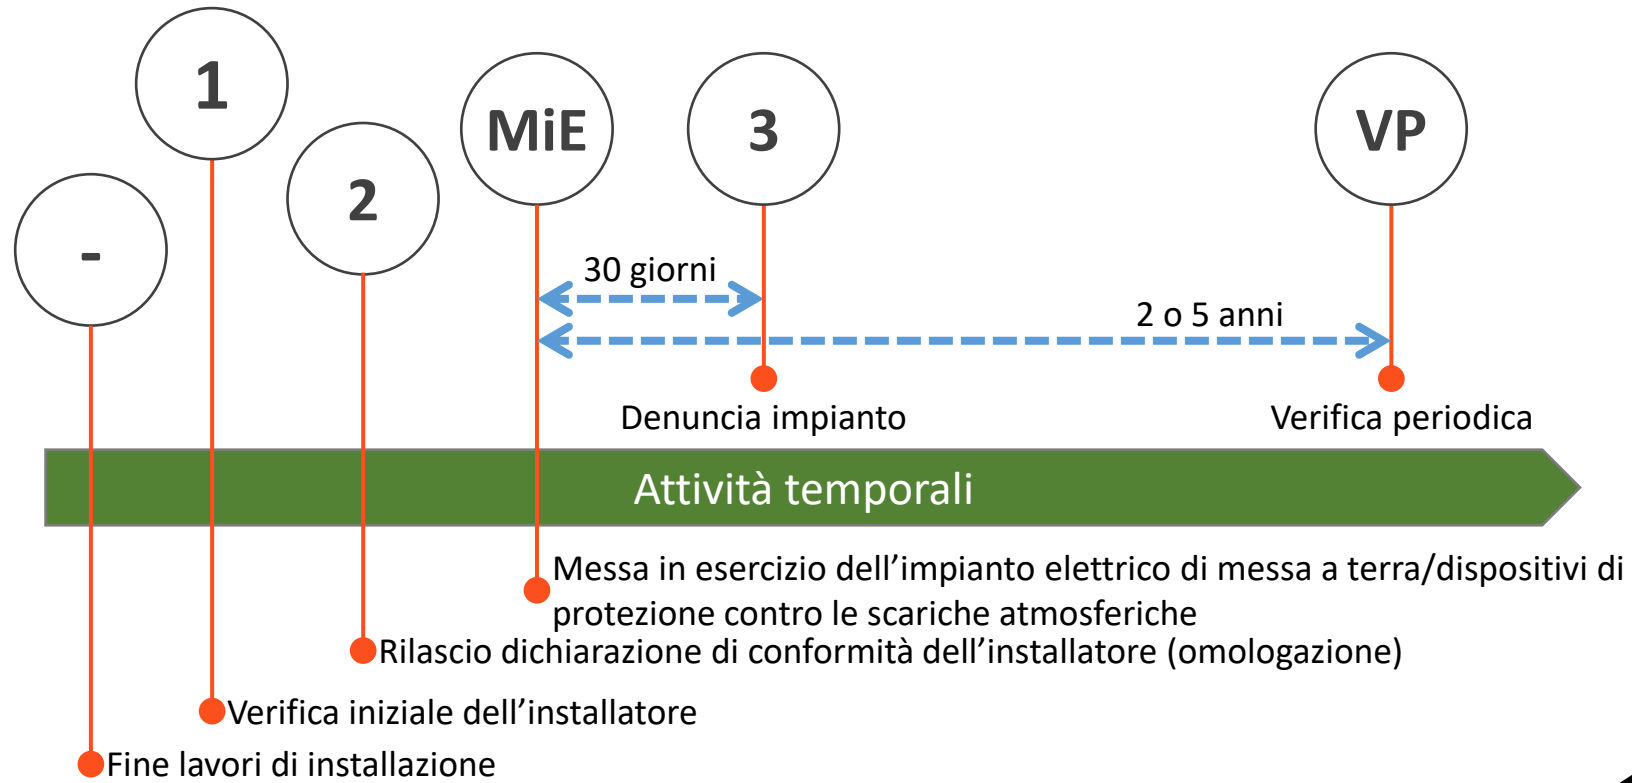 1
2
MiE
3
VP
-
30 giorni
2 o 5 anni
Denuncia impianto
Verifica periodica
Attività temporali
Messa in esercizio dell’impianto elettrico di messa a terra/dispositivi di
protezione contro le scariche atmosferiche
Rilascio dichiarazione di conformità dell’installatore (omologazione)
Verifica iniziale dell’installatore
Fine lavori di installazione